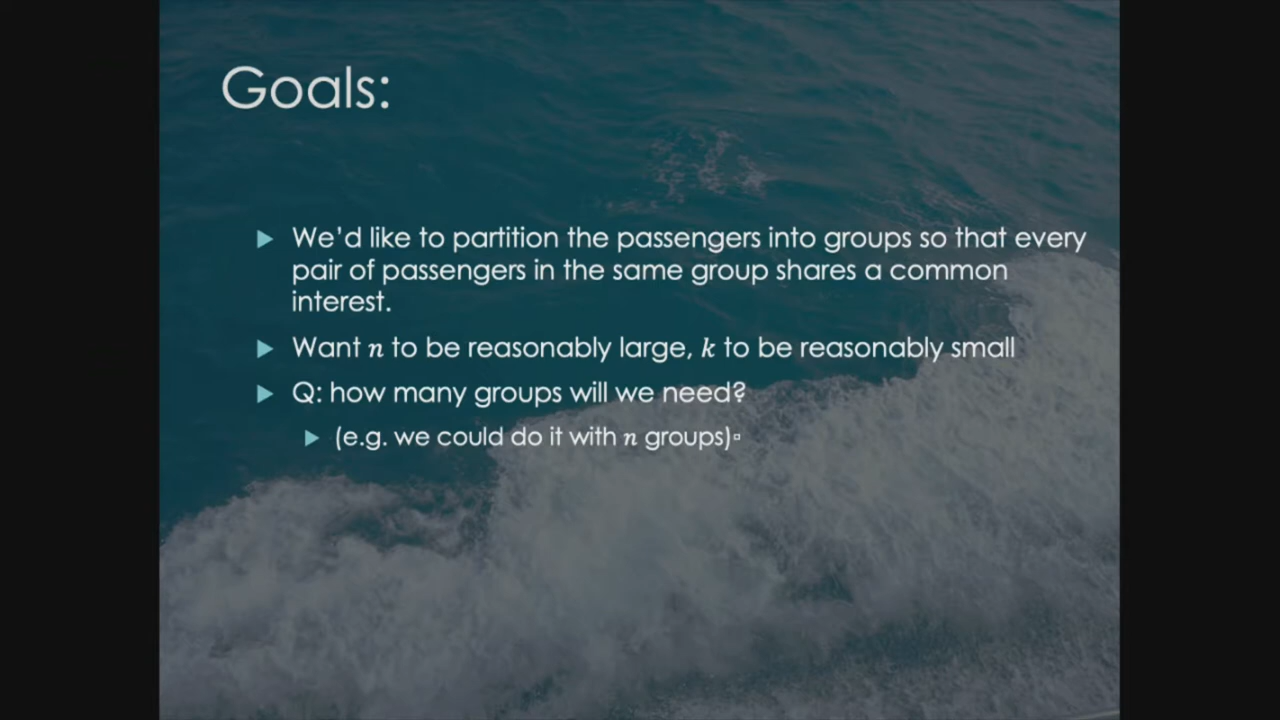 Goals:
We'd like to partition the passengers into groups so that every
pair of passengers in the same group shares a common
interest.
Want n to be reasonably large, k to be reasonably small
Q: how many groups will we need?
(e.g. we could do it with n groups)